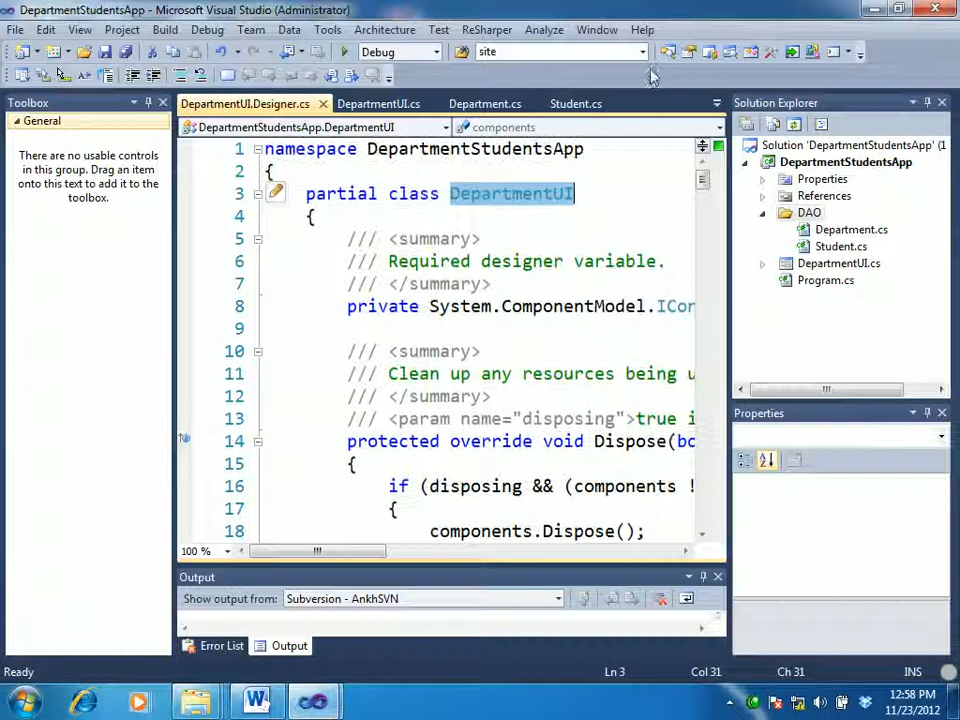 DepartmentStudentsApp - Microsoft Visual Studio (Administrator)
File Edit View Project Build Debug Team Data Tools Architecture Test ReSharper Analyze Window Help
Debug site
Toolbox
General
There are no usable controls
in this group. Drag an item
onto this text to add it to the
toolbox.
DepartmentUI.Designer.cs DepartmentUI.cs Department.cs Student.cs
DepartmentStudentsApp.DepartmentUI components
1 namespace DepartmentStudentsApp
2 {
3 partial class DepartmentUI
4 {
5 /// <summary>
6 /// Required designer variable.
7 /// </summary>
8 private System.ComponentModel.ICon
9
10 /// <summary>
11 /// Clean up any resources being u
12 /// </summary>
13 /// <param name="disposing">true i
14 protected override void Dispose(bo
15 {
16 if (disposing && (components !
17 {
18 components.Dispose();
100 %
Output
Show output from: Subversion - AnkhSVN
Error List Output
Solution Explorer
Solution 'DepartmentStudentsApp' (1
DepartmentStudentsApp
Properties
References
DAO
Department.cs
Student.cs
DepartmentUI.cs
Program.cs
Properties
Ready Ln 3 Col 31 Ch 31 INS
12:58 PM
11/23/2012